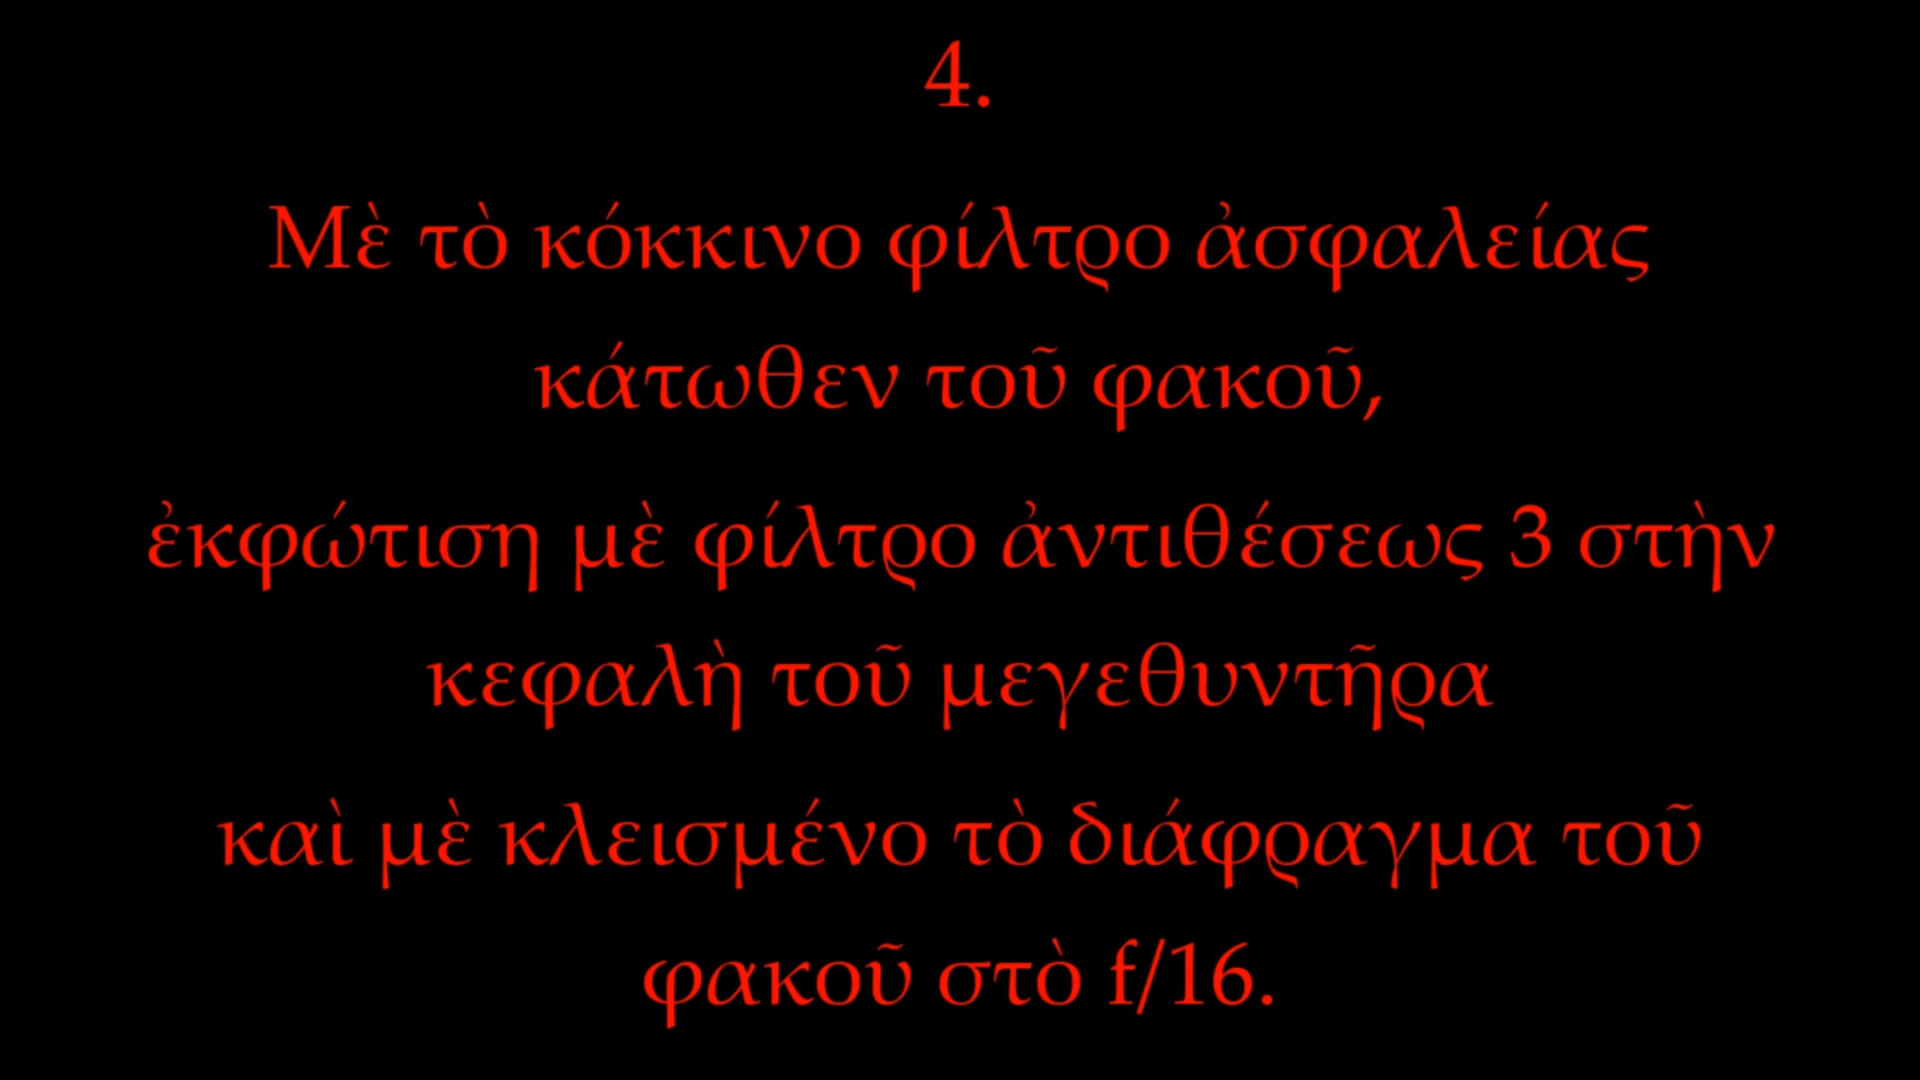 4.
Μὲ τὸ κόκκινο φίλτρο ἀσφαλείας
κάτωθεν τοῦ φακοῦ,
ἐκφώτιση μὲ φίλτρο ἀντιθέσεως 3 στὴν
κεφαλὴ τοῦ μεγεθυντῆρα
καὶ μὲ κλεισμένο τὸ διάφραγμα τοῦ
φακοῦ στὸ f/16.